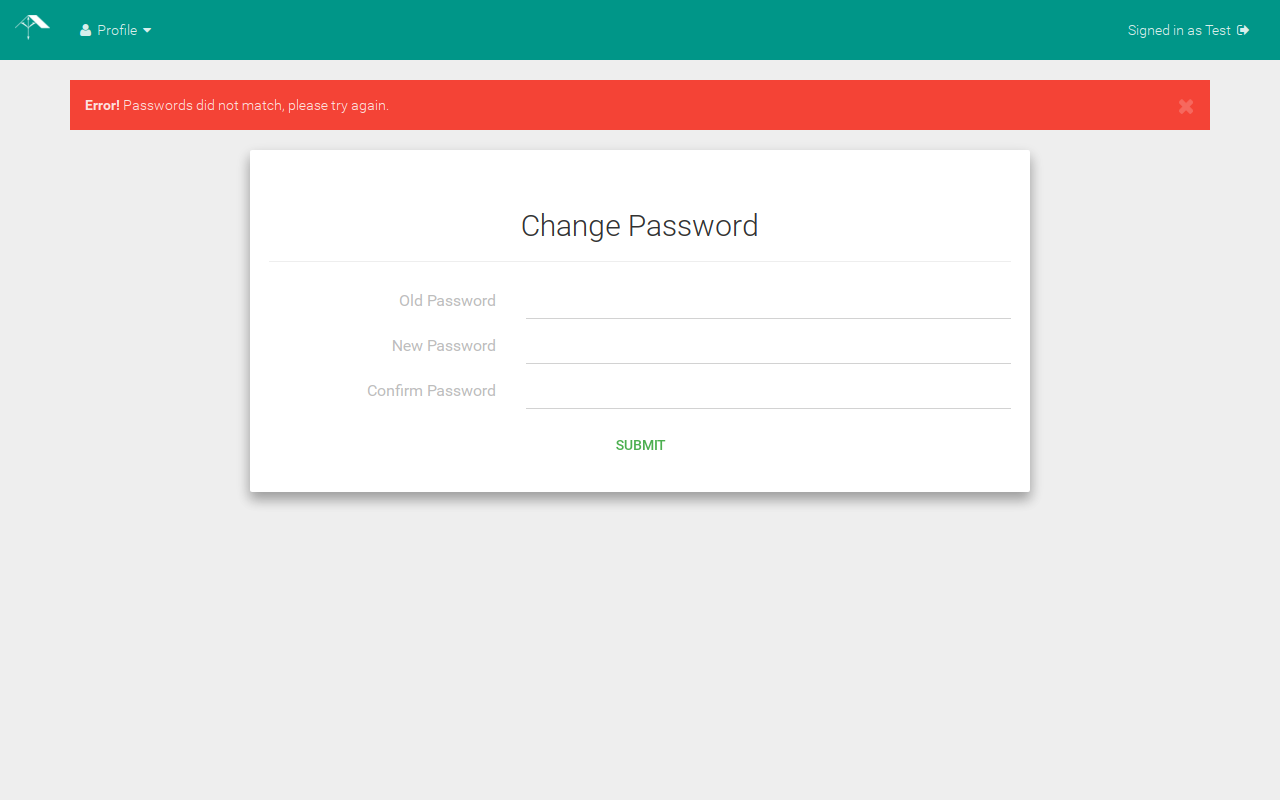 Profile
Signed in as Test
Error! Passwords did not match, please try again.
Change Password
Old Password
New Password
Confirm Password
SUBMIT